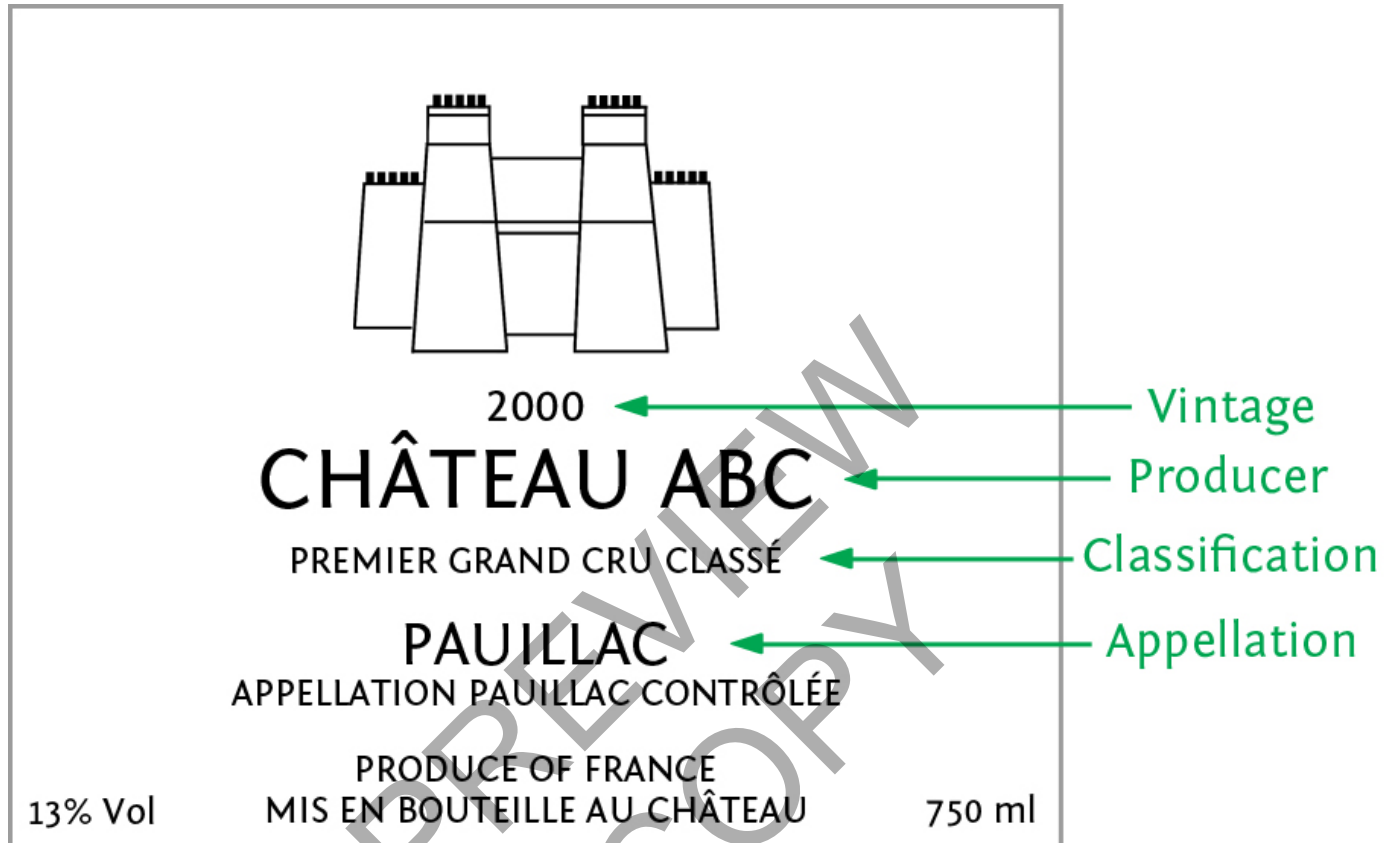 2000
Vintage
CHÂTEAU ABC
Producer
PREMIER GRAND CRU CLASSÉ
Classification
PAUILLAC
Appellation
APPELLATION PAUILLAC CONTRÔLÉE
PRODUCE OF FRANCE
13% Vol
MIS EN BOUTEILLE AU CHÂTEAU
750 ml
PREVIEW
COPY